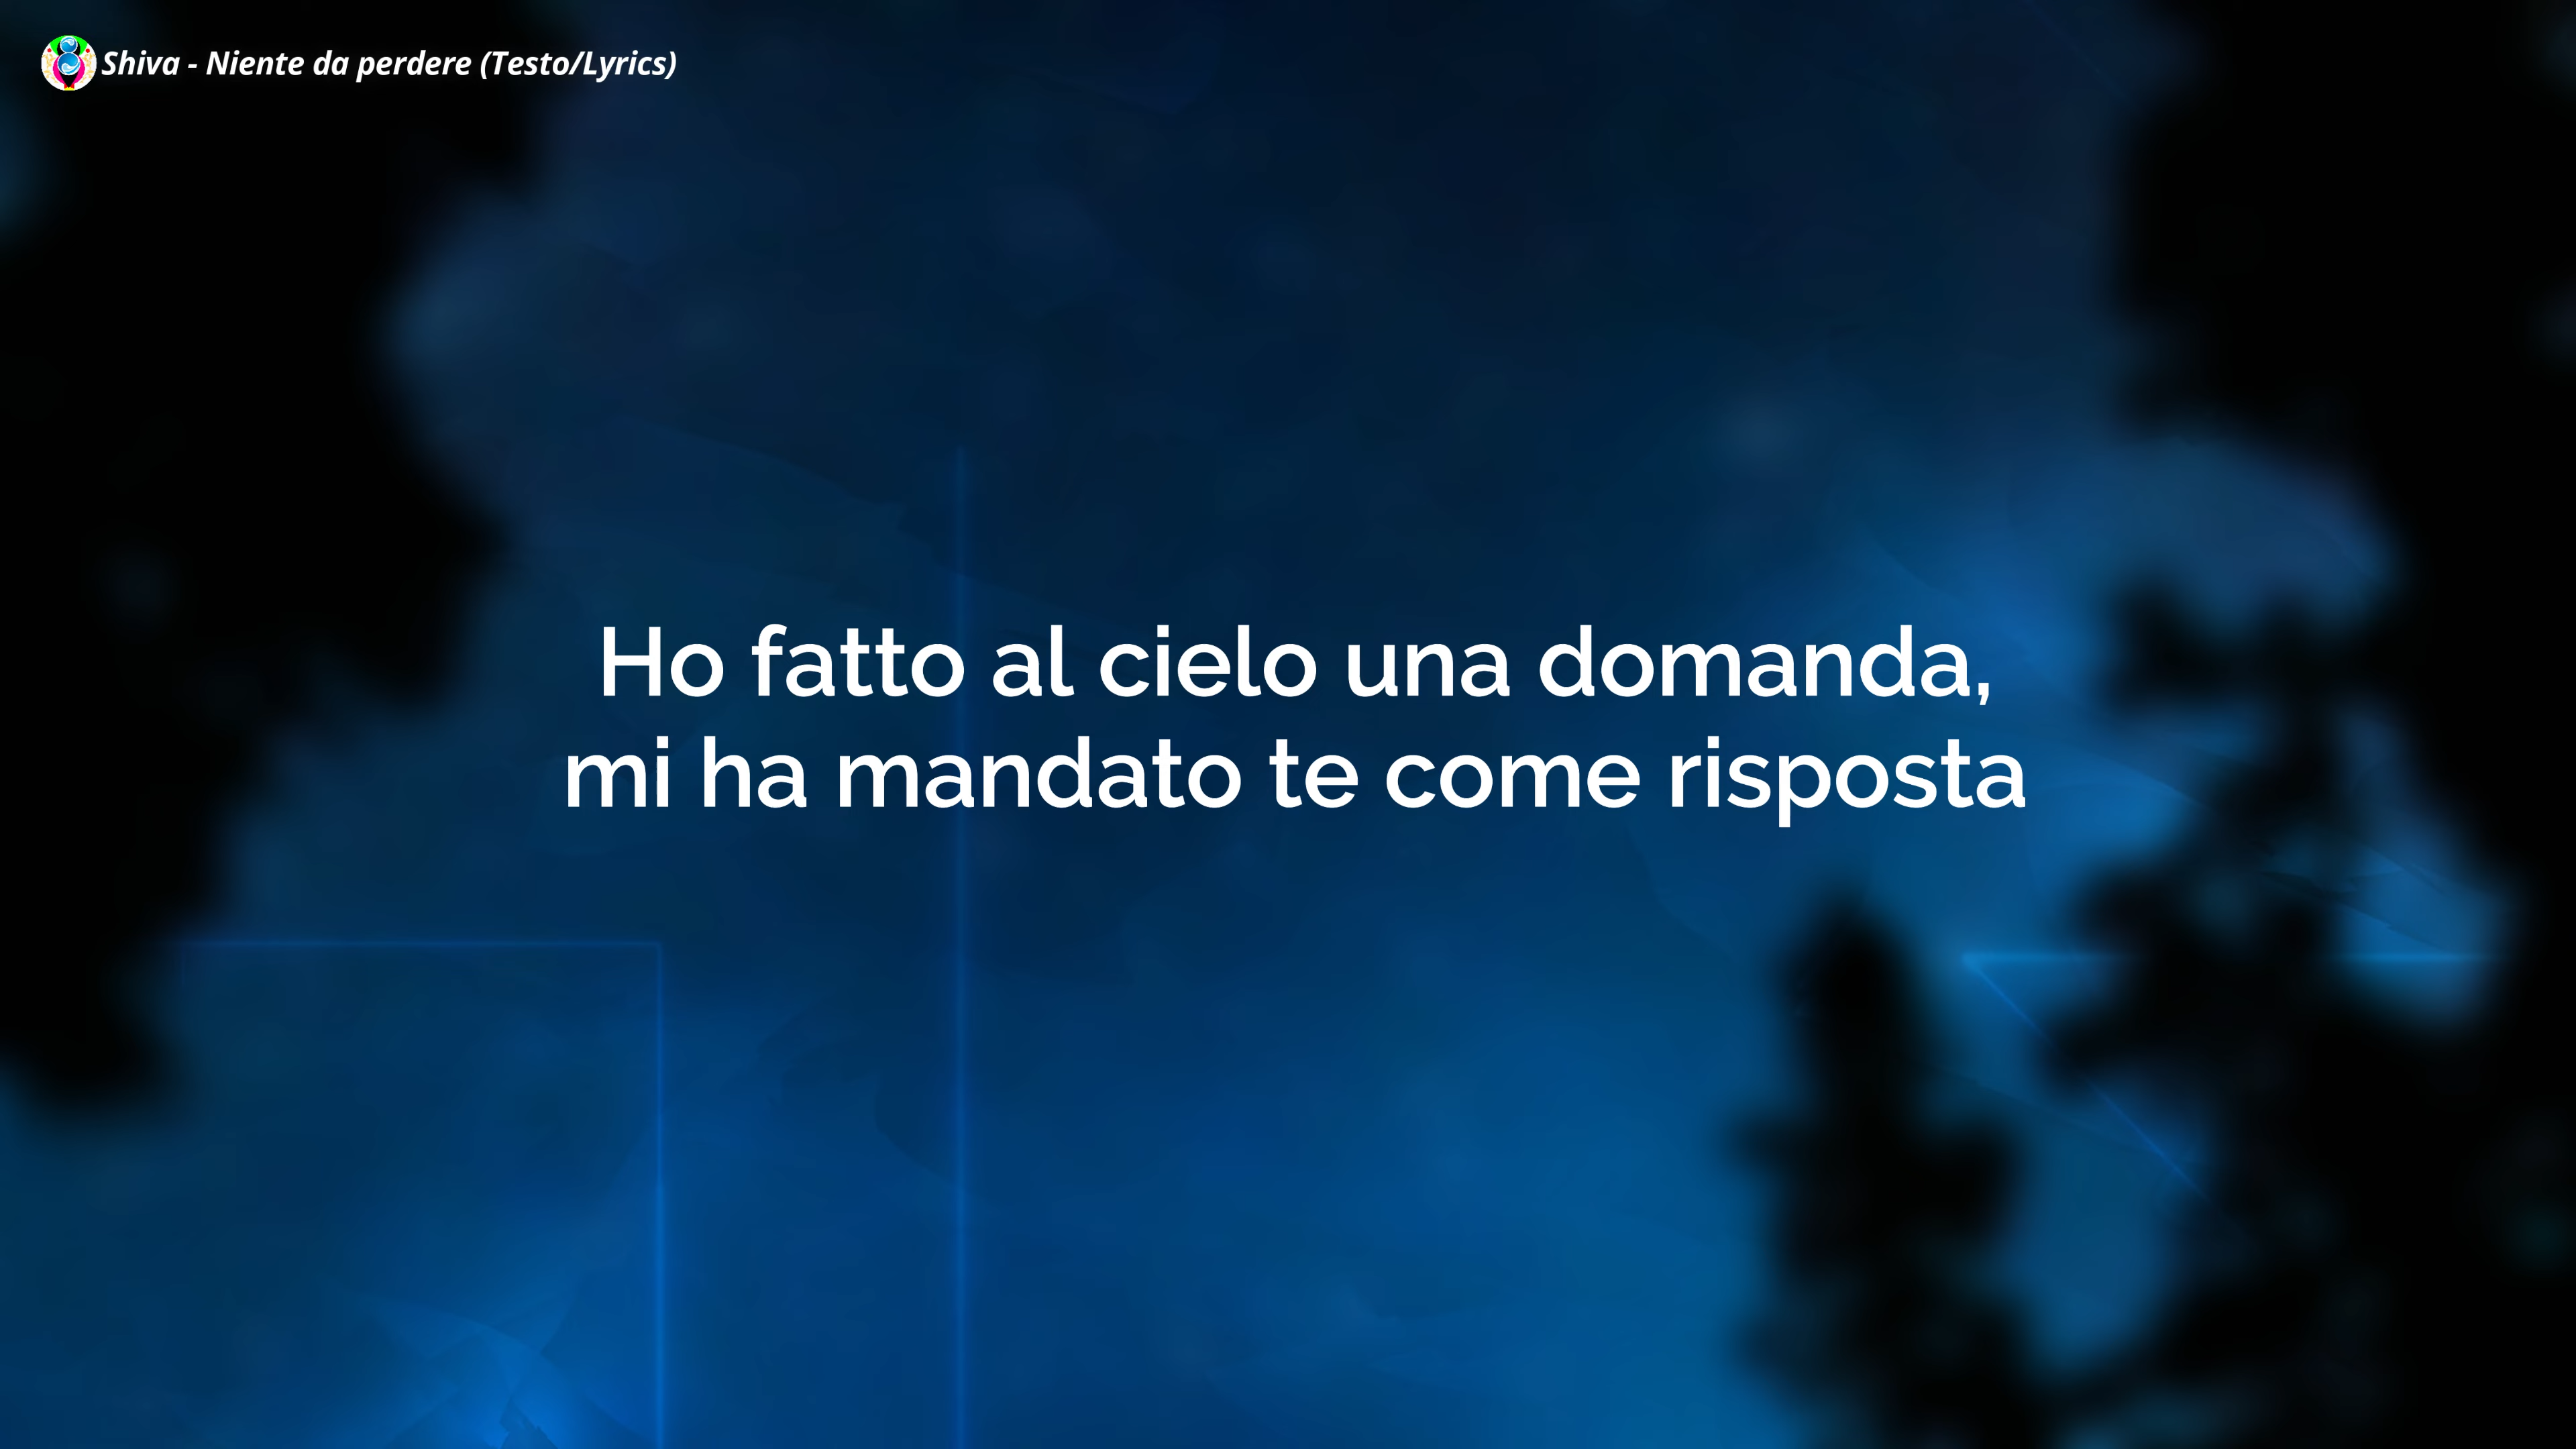 Shiva - Niente da perdere (Testo/Lyrics)
Ho fatto al cielo una domanda,
mi ha mandato te come risposta